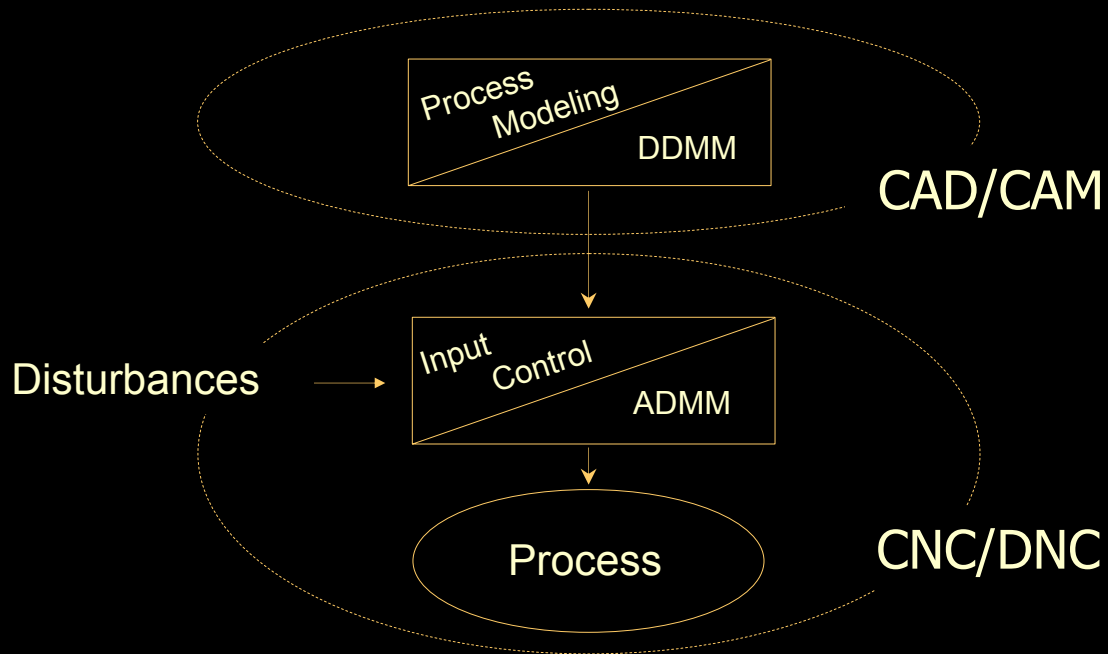 Process
Modeling
DDMM
CAD/CAM
Input
Control
ADMM
Disturbances
Process
CNC/DNC